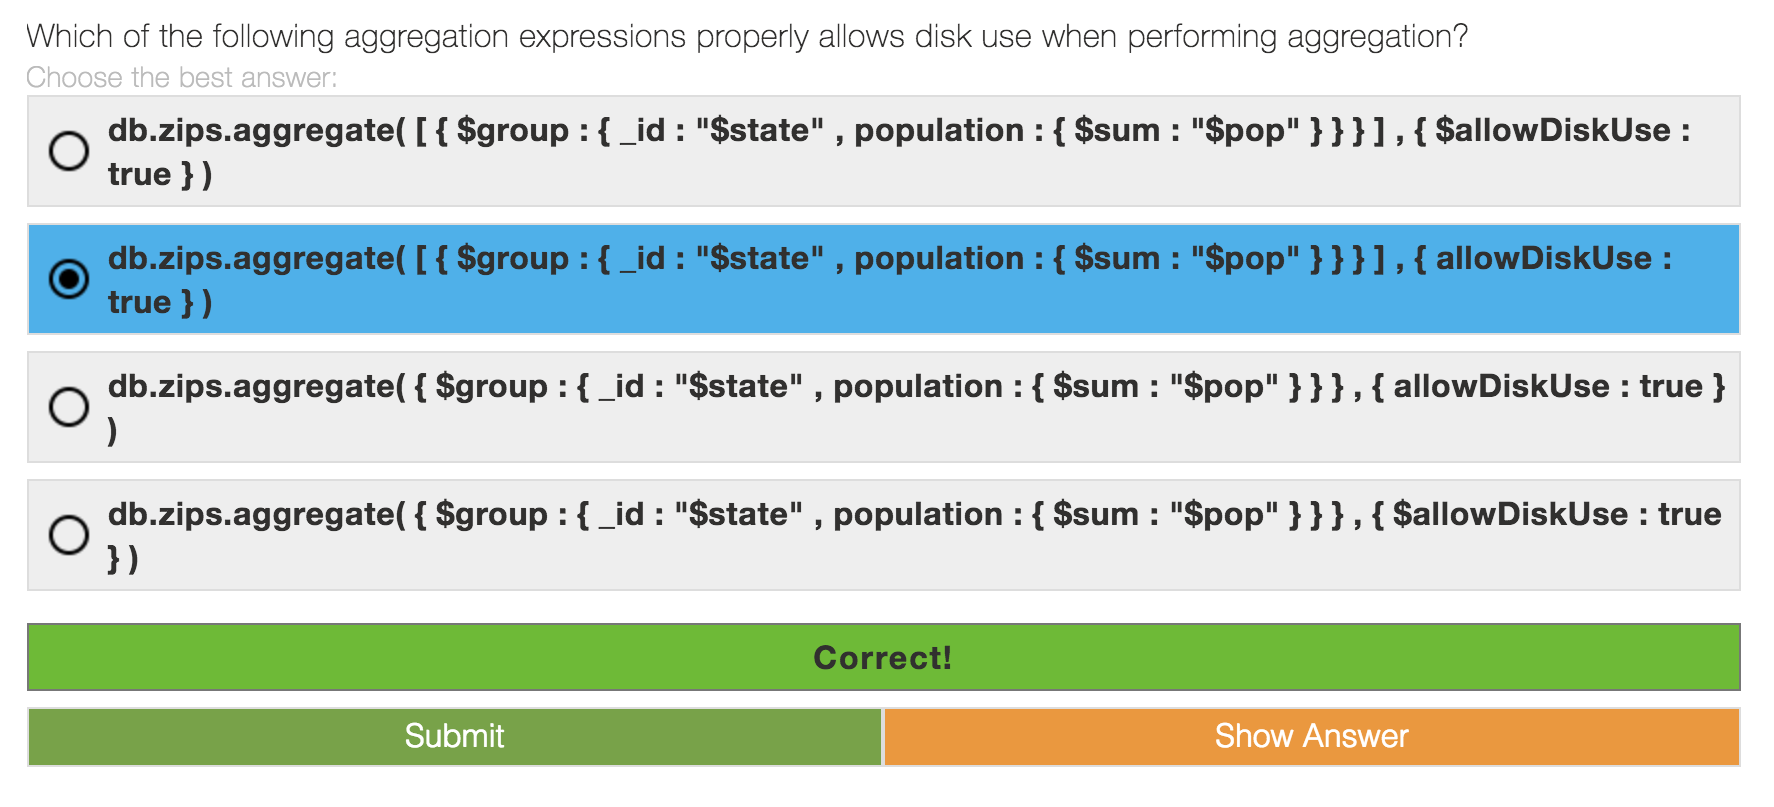 Which of the following aggregation expressions properly allows disk use when performing aggregation?
Choose the best answer:
db.zips.aggregate( [ { $group : { _id : "$state" , population : { $sum : "$pop" } } } ] , { $allowDiskUse :
true } )
db.zips.aggregate( [ { $group : { _id : "$state" , population : { $sum : "$pop" } } } ] , { allowDiskUse :
true } )
db.zips.aggregate( { $group : { _id : "$state" , population : { $sum : "$pop" } } } , { allowDiskUse : true }
)
db.zips.aggregate( { $group : { _id : "$state" , population : { $sum : "$pop" } } } , { $allowDiskUse : true
} )
Correct!
Submit
Show Answer